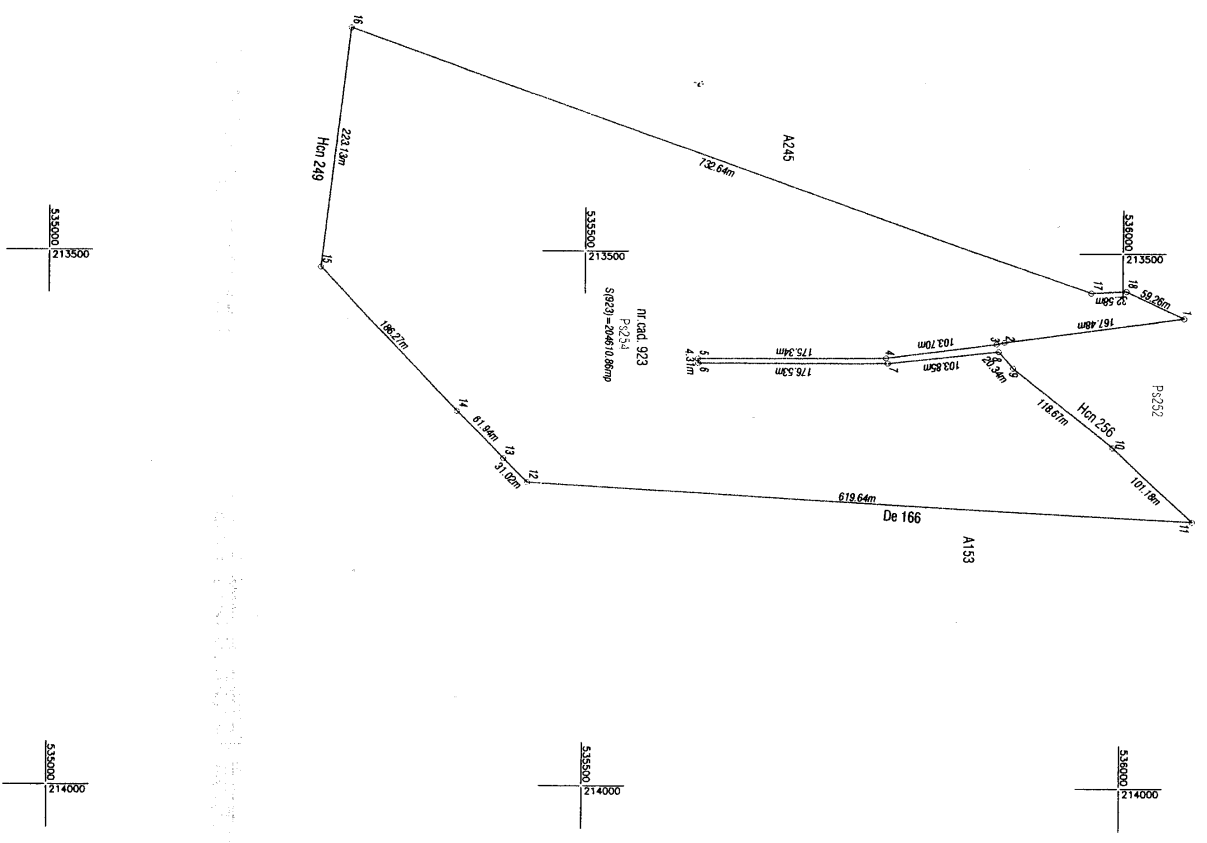 16
A245
732.64m
223.13m
Hcn 249
15
535000
213500
535500
213500
536000
213500
17
18
32.58m
59.26m
1
167.48m
nr.cad. 923
Ps254
S(923)=204610.86mp
2
3
103.70m
4
175.34m
5
4.31m
6
176.53m
7
103.85m
8
20.34m
9
Ps252
118.67m
Hcn 256
10
101.18m
11
186.27m
14
61.94m
13
31.02m
12
619.64m
De 166
A153
535000
214000
535500
214000
536000
214000